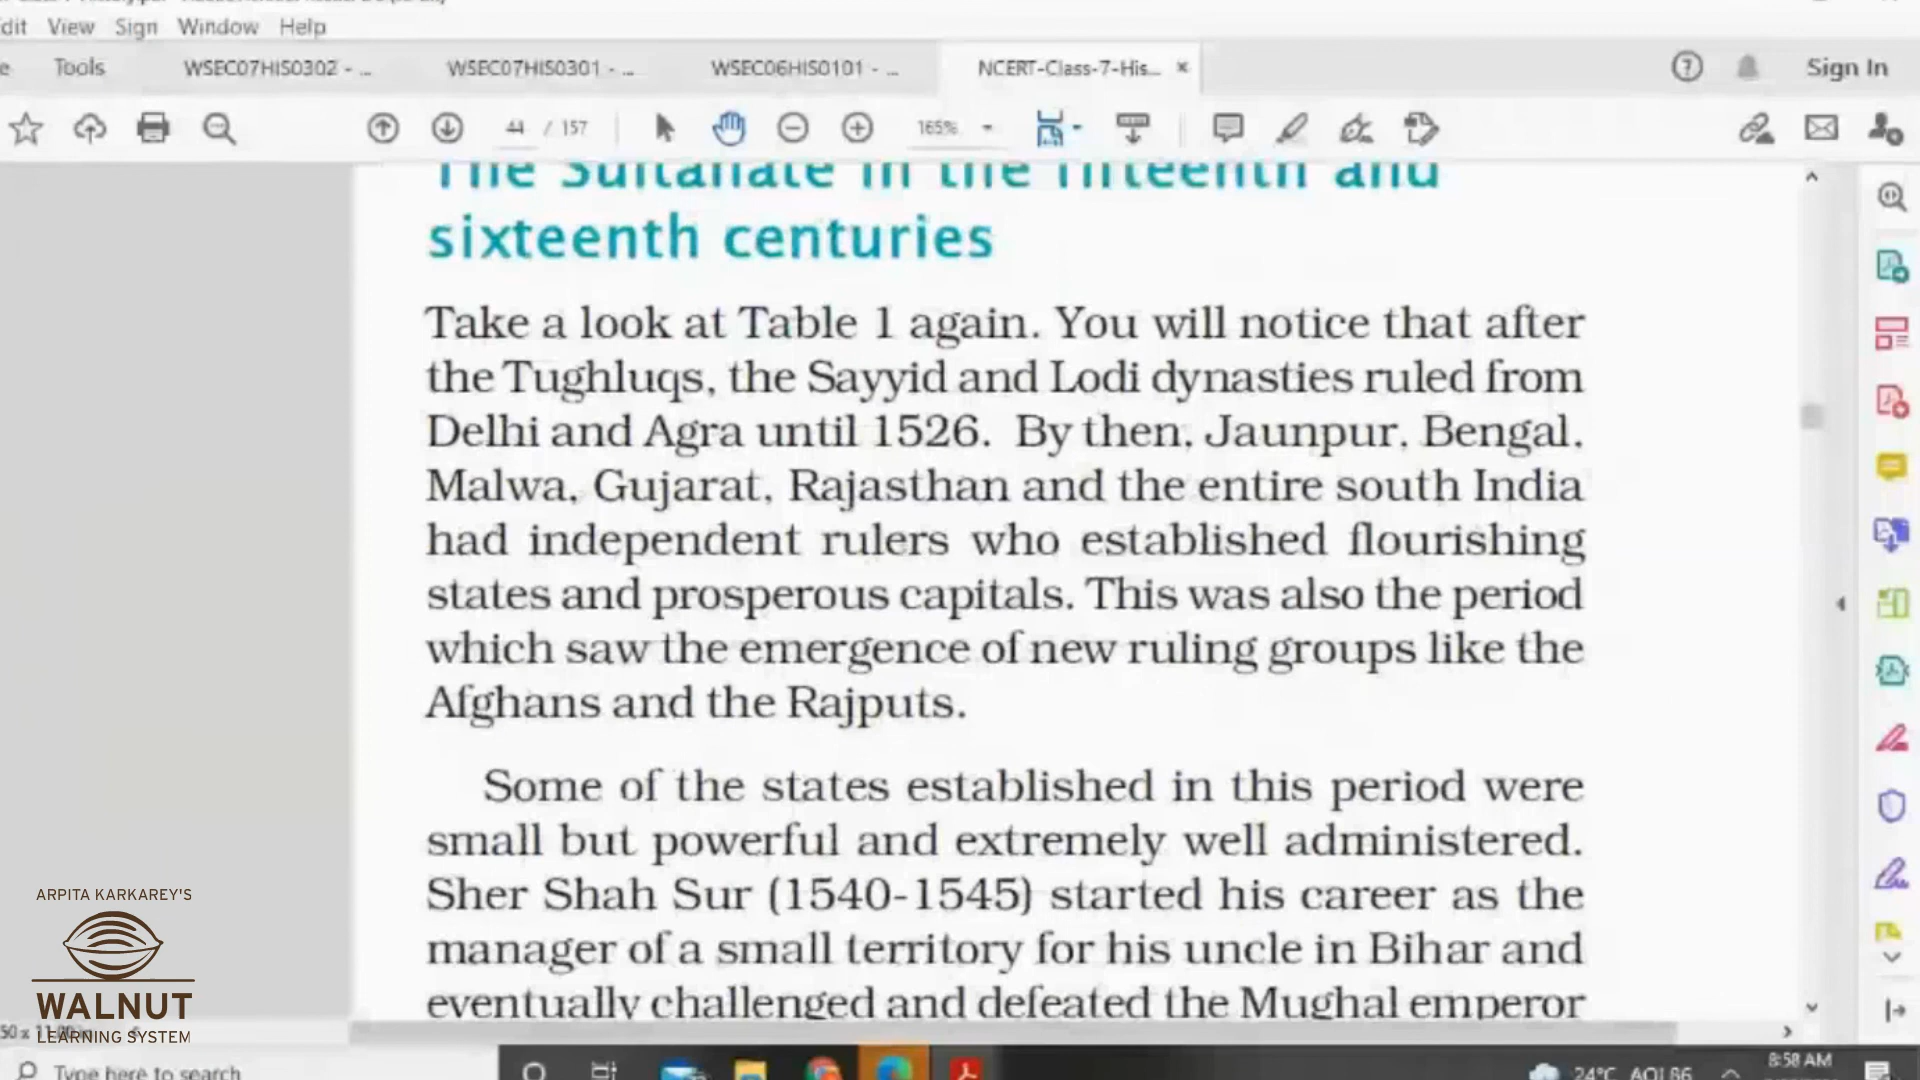 dit View Sign Window Help
e Tools WSEC07HIS0302 - ... WSEC07HIS0301 - ... WSEC06HIS0101 - ... NCERT-Class-7-His... × Sign In
44 / 157 165%
The Sultanate in the fifteenth and
sixteenth centuries
Take a look at Table 1 again. You will notice that after
the Tughluqs, the Sayyid and Lodi dynasties ruled from
Delhi and Agra until 1526. By then, Jaunpur, Bengal,
Malwa, Gujarat, Rajasthan and the entire south India
had independent rulers who established flourishing
states and prosperous capitals. This was also the period
which saw the emergence of new ruling groups like the
Afghans and the Rajputs.
Some of the states established in this period were
small but powerful and extremely well administered.
Sher Shah Sur (1540-1545) started his career as the
manager of a small territory for his uncle in Bihar and
eventually challenged and defeated the Mughal emperor
ARPITA KARKAREY'S
WALNUT
LEARNING SYSTEM
Type here to search
24°C AQI 86
8:58 AM